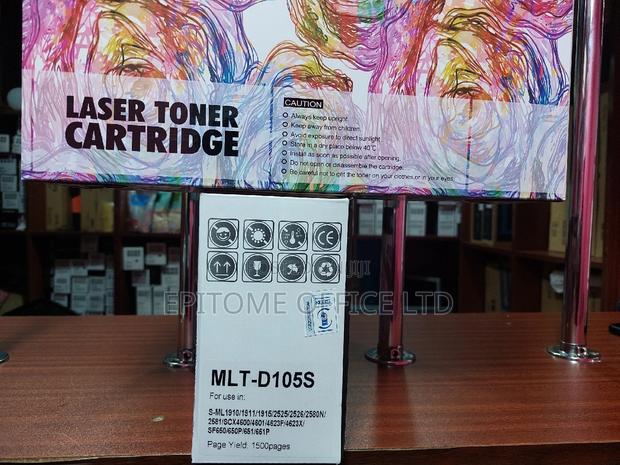 LASER TONER
CARTRIDGE
CAUTION
Always keep upright.
Keep away from children.
Avoid exposure to direct sunlight.
Store in a dry place below 40℃
Install as soon as possible after opening.
Do not open or disassemble the cartridge.
Be careful not to get the toner on your clothes or in your eyes.
EPITOME OFFICE LTD
CE
MLT-D105S
For use in:
S-ML1910/1911/1915/2525/2526/2580N/
2581/SCX4600/4601/4623F/4623X/
SF650/650P/651/651P
Page Yield: 1500pages